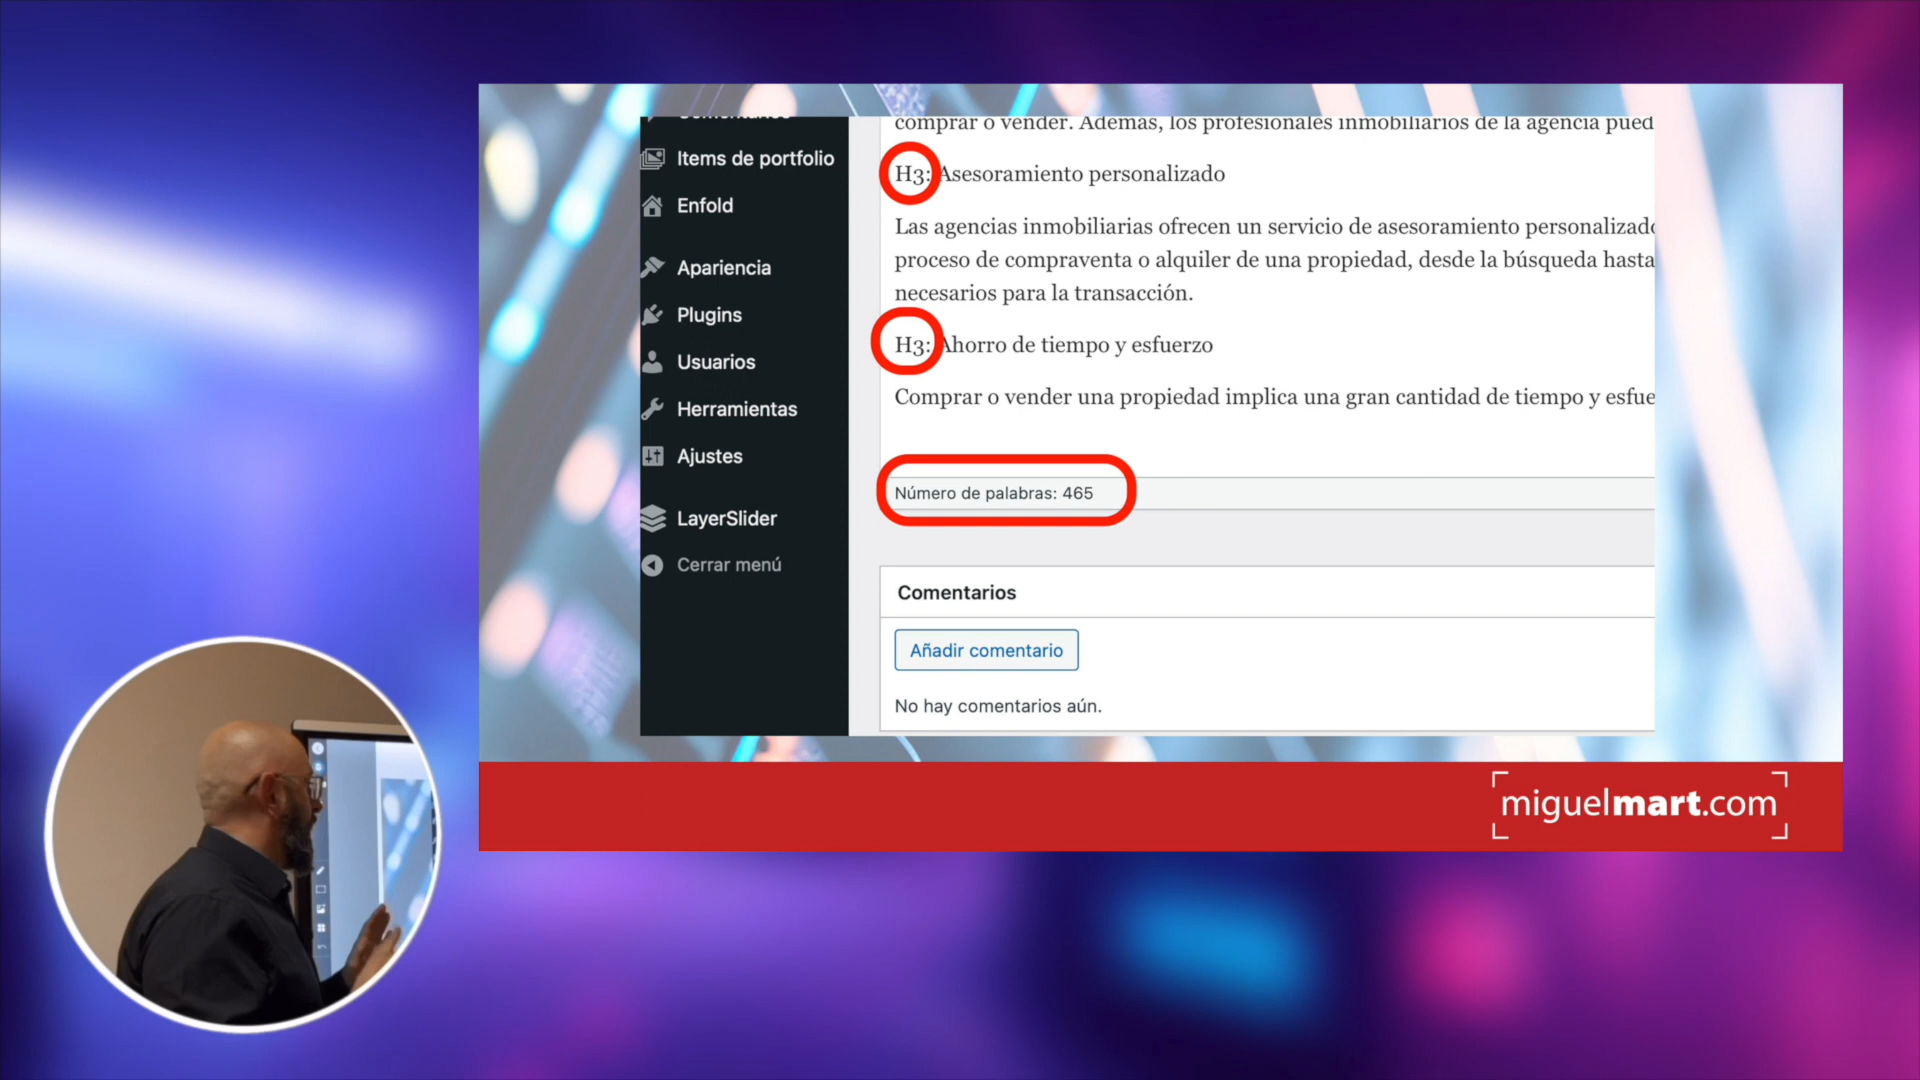 Comentarios
Items de portfolio
Enfold
Apariencia
Plugins
Usuarios
Herramientas
Ajustes
LayerSlider
Cerrar menú
comprar o vender. Además, los profesionales inmobiliarios de la agencia pued
H3: Asesoramiento personalizado
Las agencias inmobiliarias ofrecen un servicio de asesoramiento personalizado
proceso de compraventa o alquiler de una propiedad, desde la búsqueda hasta
necesarios para la transacción.
H3: Ahorro de tiempo y esfuerzo
Comprar o vender una propiedad implica una gran cantidad de tiempo y esfue
Número de palabras: 465
Comentarios
Añadir comentario
No hay comentarios aún.
miguelmart.com